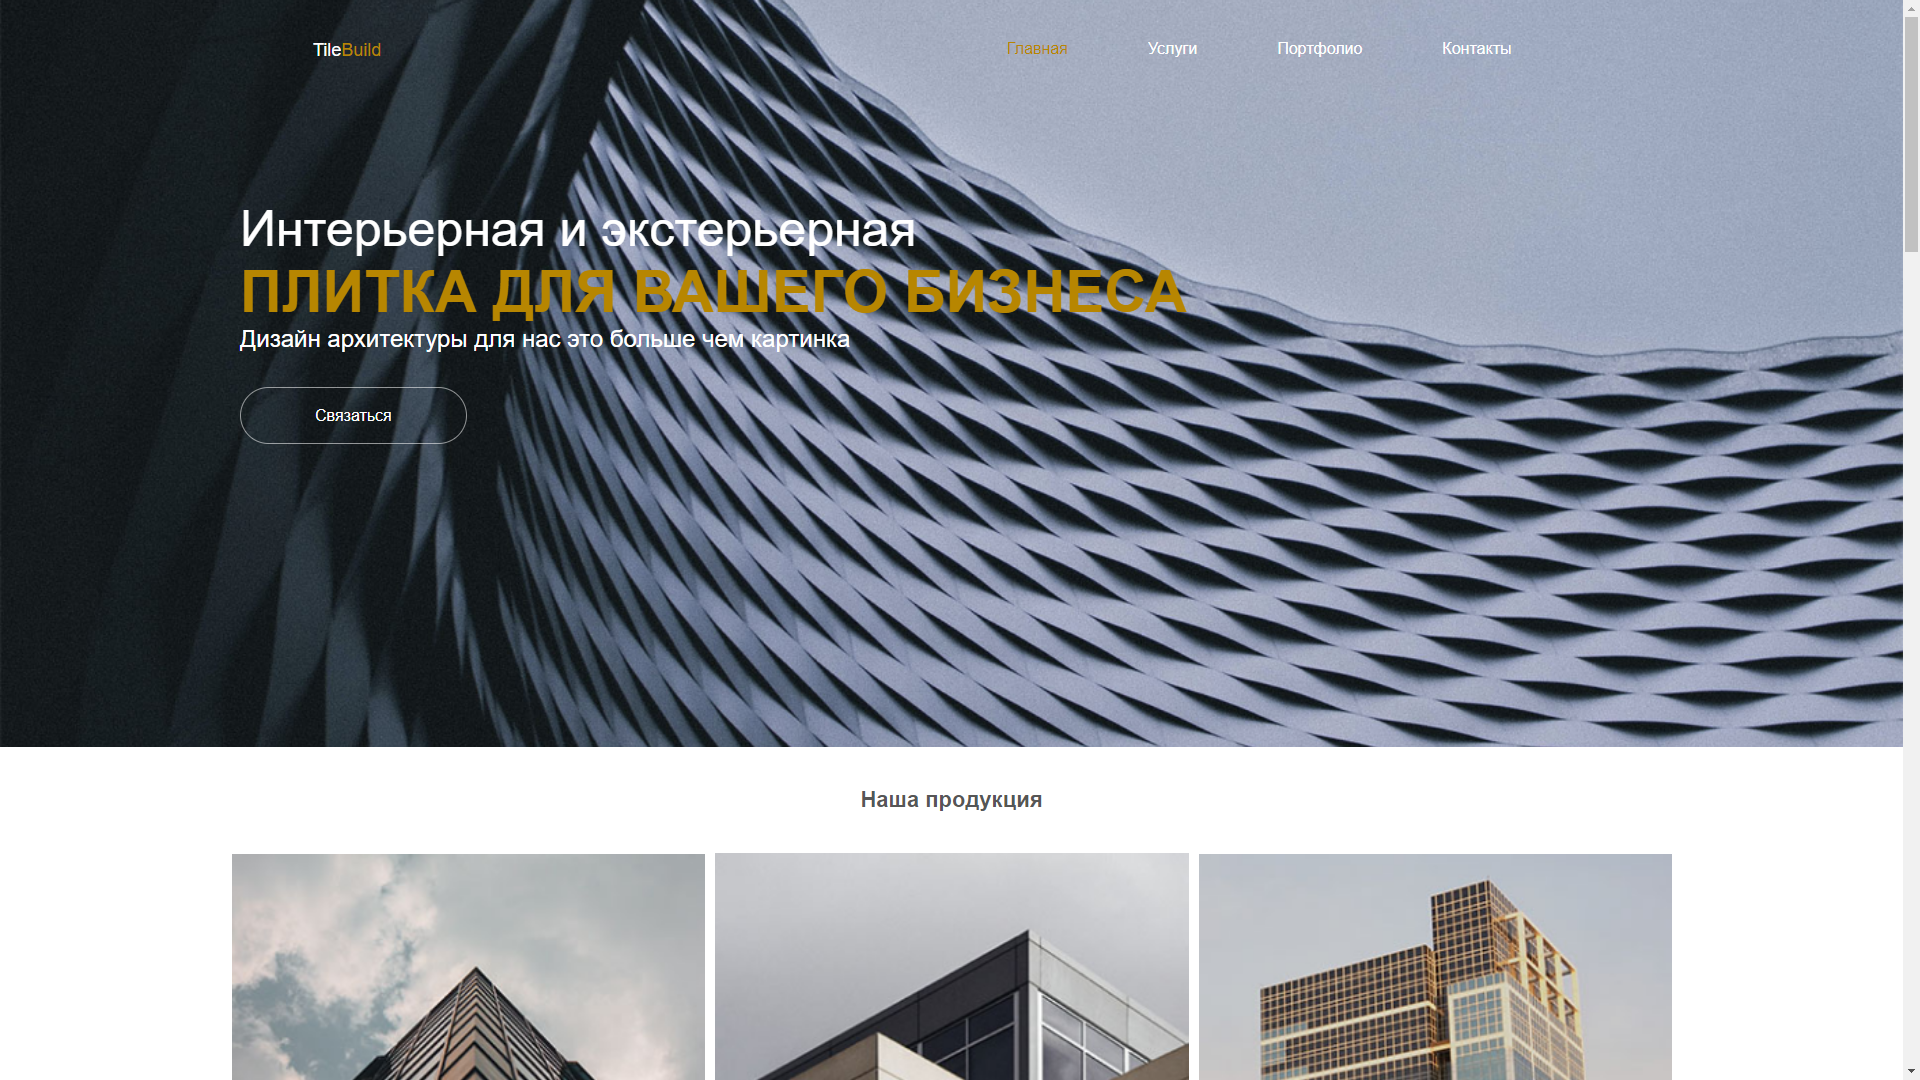 TileBuild
Главная Услуги Портфолио Контакты
Интерьерная и экстерьерная
ПЛИТКА ДЛЯ ВАШЕГО БИЗНЕСА
Дизайн архитектуры для нас это больше чем картинка
Связаться
Наша продукция